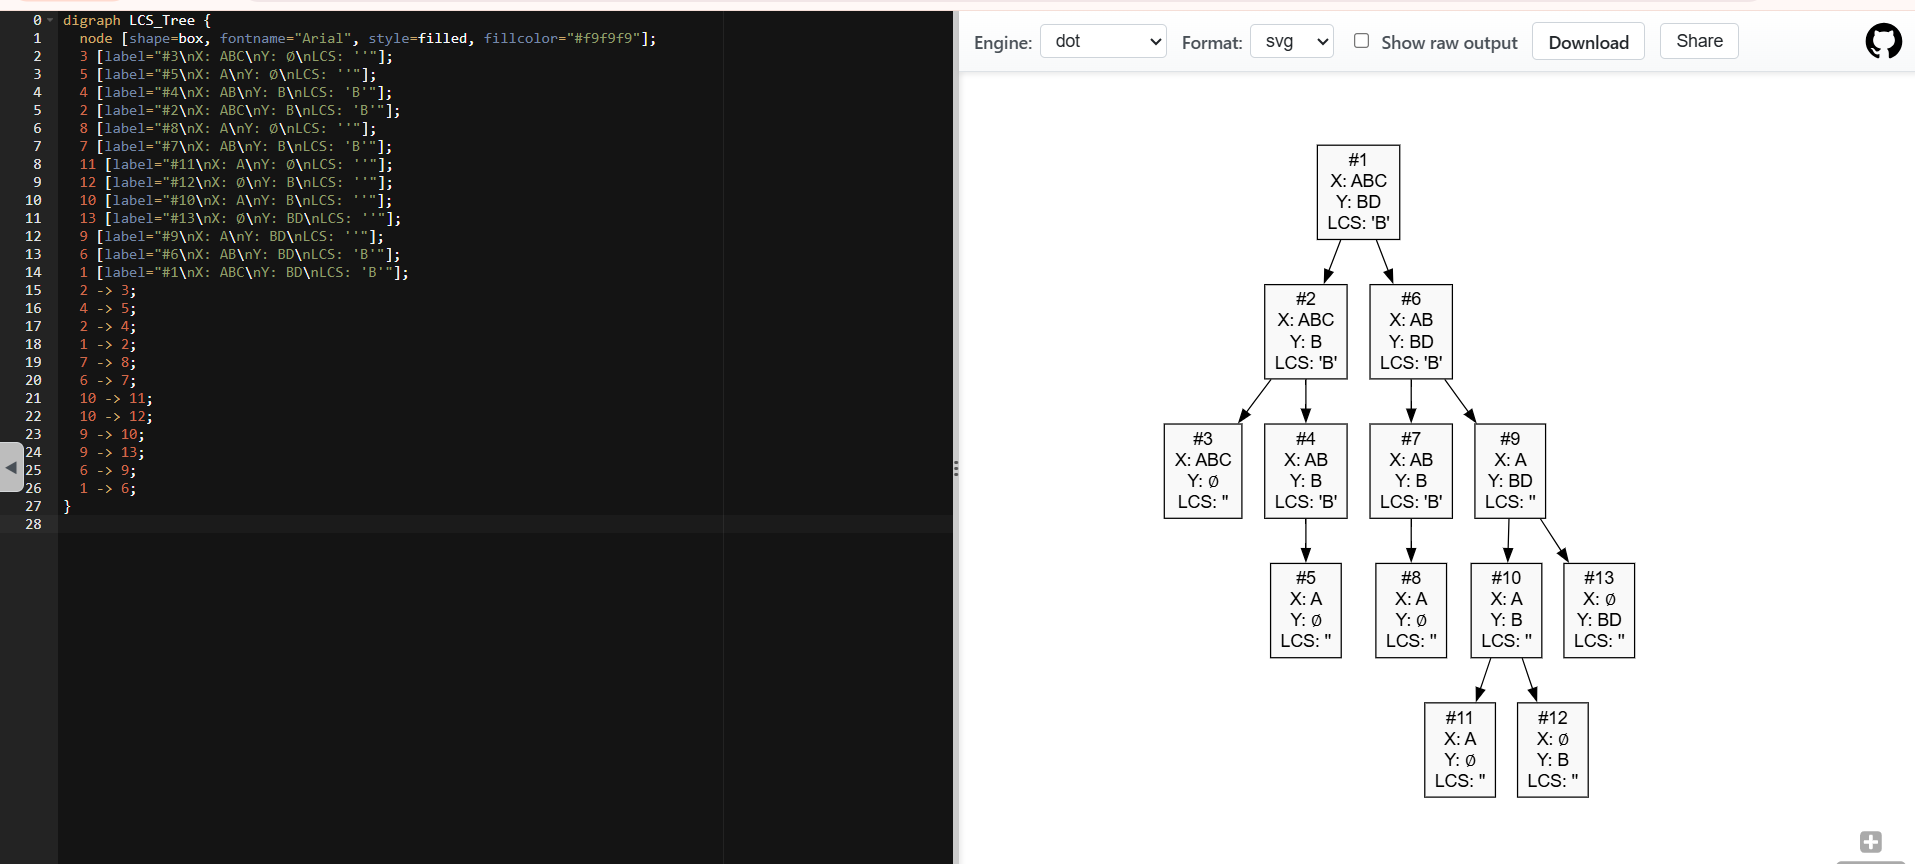 0 digraph LCS_Tree {
1 node [shape=box, fontname="Arial", style=filled, fillcolor="#f9f9f9"];
2 3 [label="#3\nX: ABC\nY: Ø\nLCS: ''"];
3 5 [label="#5\nX: A\nY: Ø\nLCS: ''"];
4 4 [label="#4\nX: AB\nY: B\nLCS: 'B'"];
5 2 [label="#2\nX: ABC\nY: B\nLCS: 'B'"];
6 8 [label="#8\nX: A\nY: Ø\nLCS: ''"];
7 7 [label="#7\nX: AB\nY: B\nLCS: 'B'"];
8 11 [label="#11\nX: A\nY: Ø\nLCS: ''"];
9 12 [label="#12\nX: Ø\nY: B\nLCS: ''"];
10 10 [label="#10\nX: A\nY: B\nLCS: ''"];
11 13 [label="#13\nX: Ø\nY: BD\nLCS: ''"];
12 9 [label="#9\nX: A\nY: BD\nLCS: ''"];
13 6 [label="#6\nX: AB\nY: BD\nLCS: 'B'"];
14 1 [label="#1\nX: ABC\nY: BD\nLCS: 'B'"];
15 2 -> 3;
16 4 -> 5;
17 2 -> 4;
18 1 -> 2;
19 7 -> 8;
20 6 -> 7;
21 10 -> 11;
22 10 -> 12;
23 9 -> 10;
24 9 -> 13;
25 6 -> 9;
26 1 -> 6;
27 }
28
Engine: dot Format: svg Show raw output Download Share
#1
X: ABC
Y: BD
LCS: 'B'
#2
X: ABC
Y: B
LCS: 'B'
#6
X: AB
Y: BD
LCS: 'B'
#3
X: ABC
Y: Ø
LCS: ''
#4
X: AB
Y: B
LCS: 'B'
#7
X: AB
Y: B
LCS: 'B'
#9
X: A
Y: BD
LCS: ''
#5
X: A
Y: Ø
LCS: ''
#8
X: A
Y: Ø
LCS: ''
#10
X: A
Y: B
LCS: ''
#13
X: Ø
Y: BD
LCS: ''
#11
X: A
Y: Ø
LCS: ''
#12
X: Ø
Y: B
LCS: ''